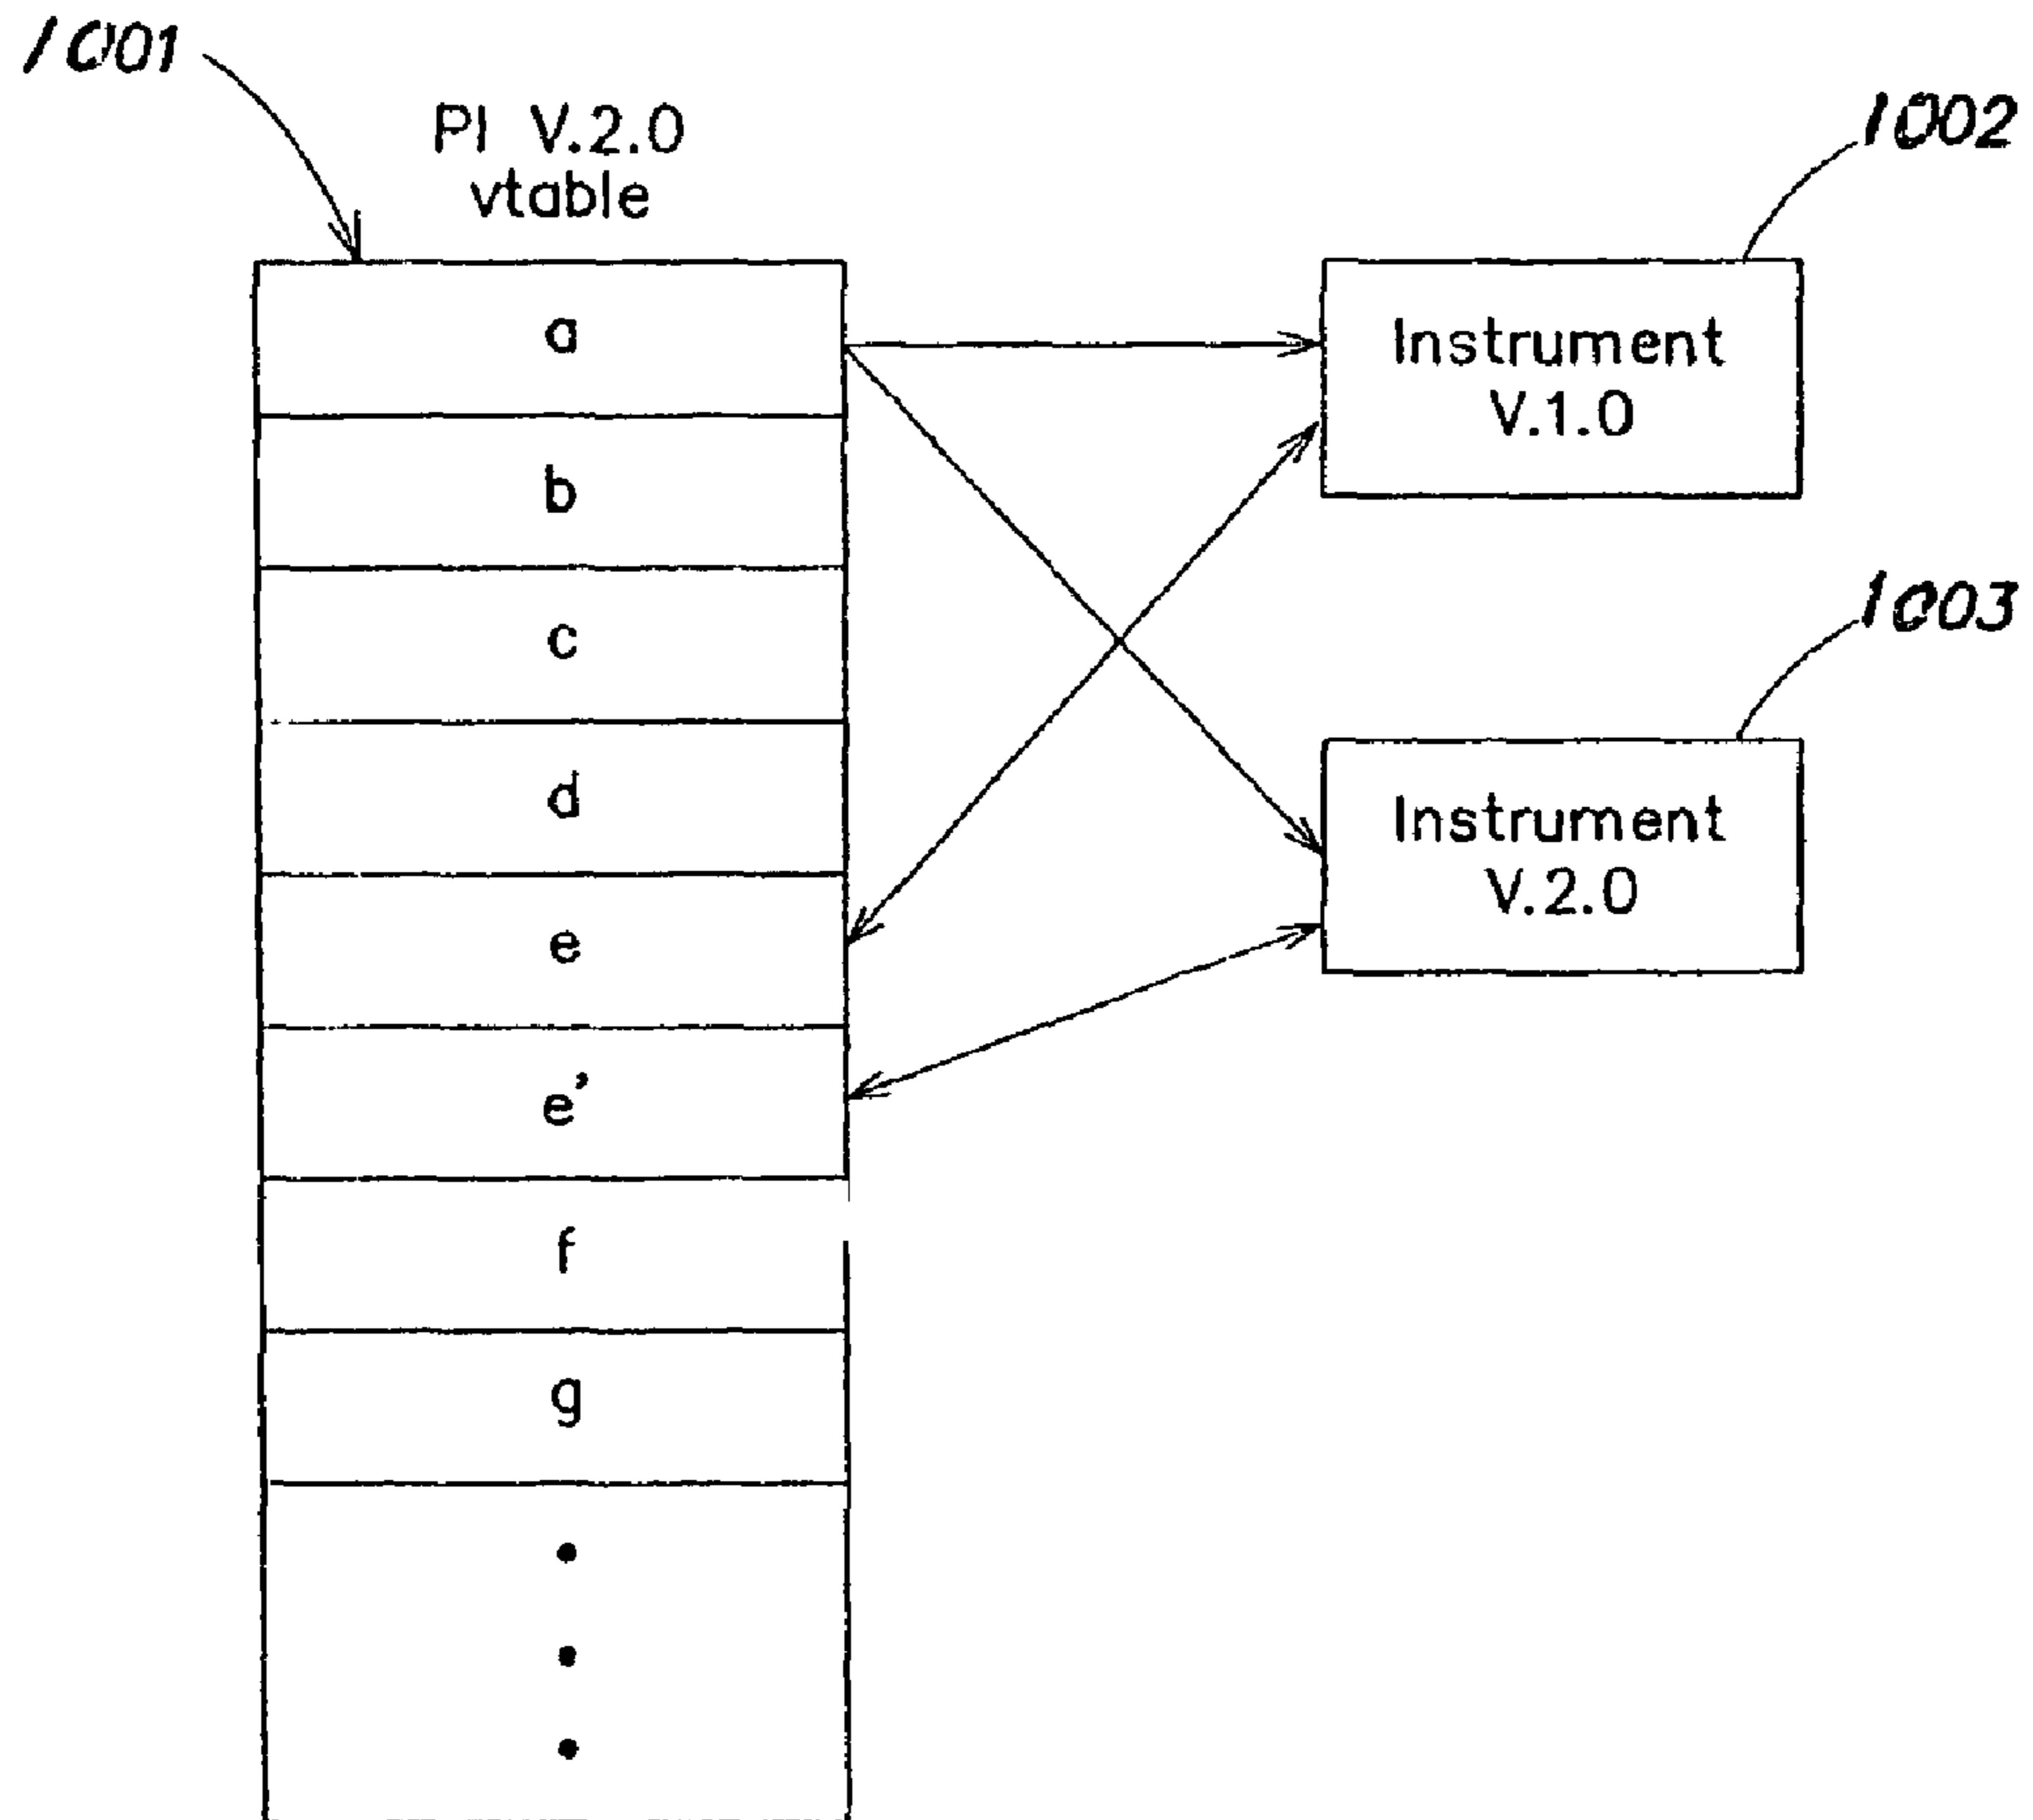 1001
PI V.2.0
vtable
1002
a
Instrument
V.1.0
b
c
1003
d
Instrument
V.2.0
e
e’
f
g